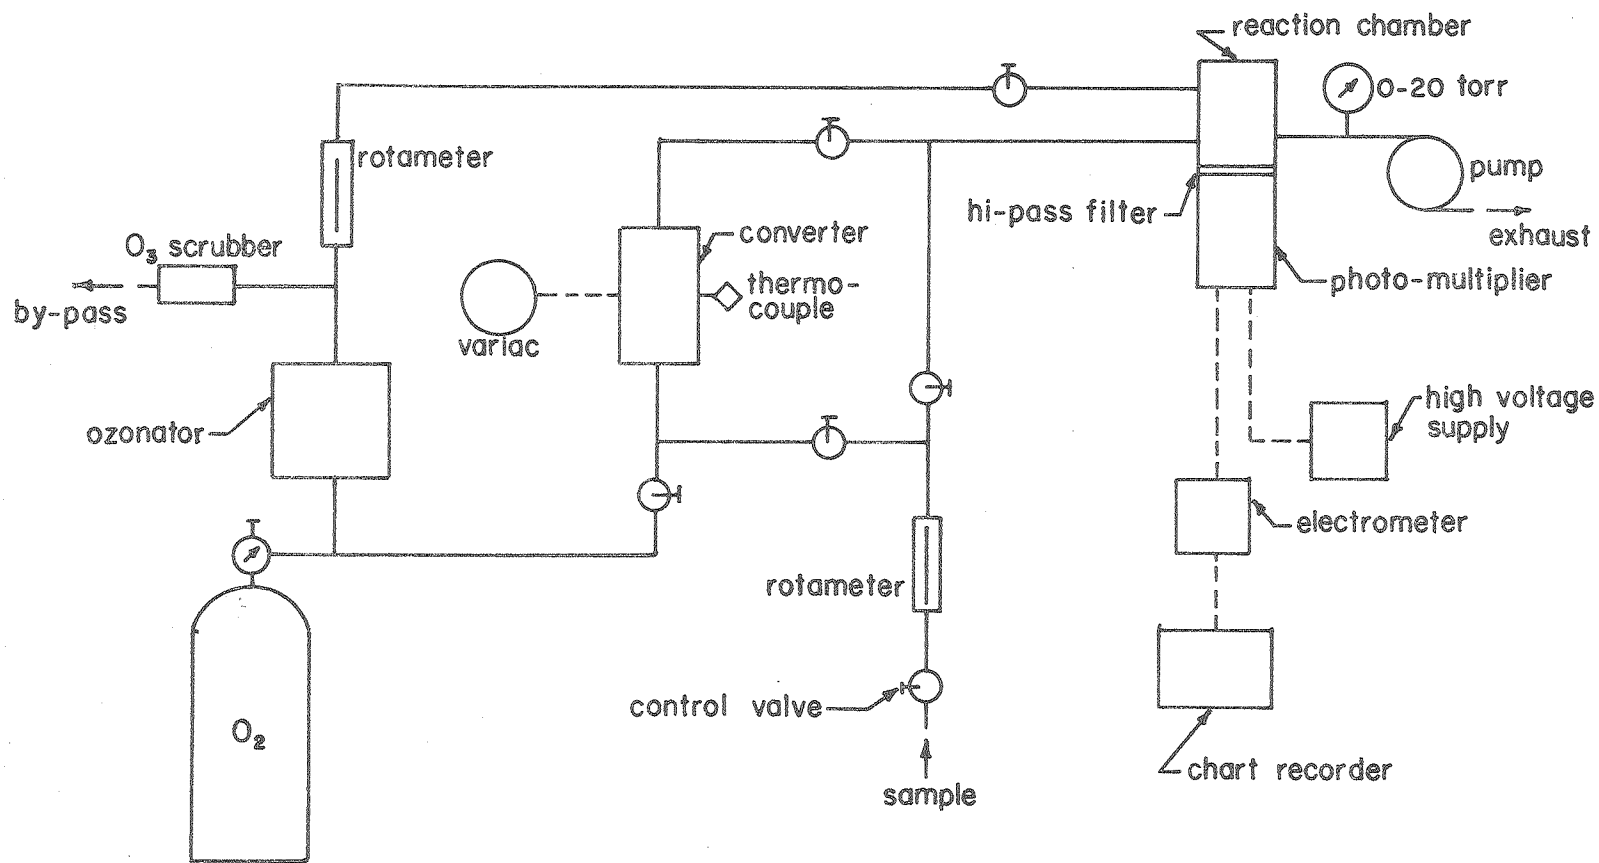 reaction chamber
0-20 torr
rotameter
pump
hi-pass filter
converter
exhaust
O₃ scrubber
thermo-
couple
photo-multiplier
by-pass
variac
high voltage
supply
ozonator
electrometer
rotameter
control valve
O₂
chart recorder
sample